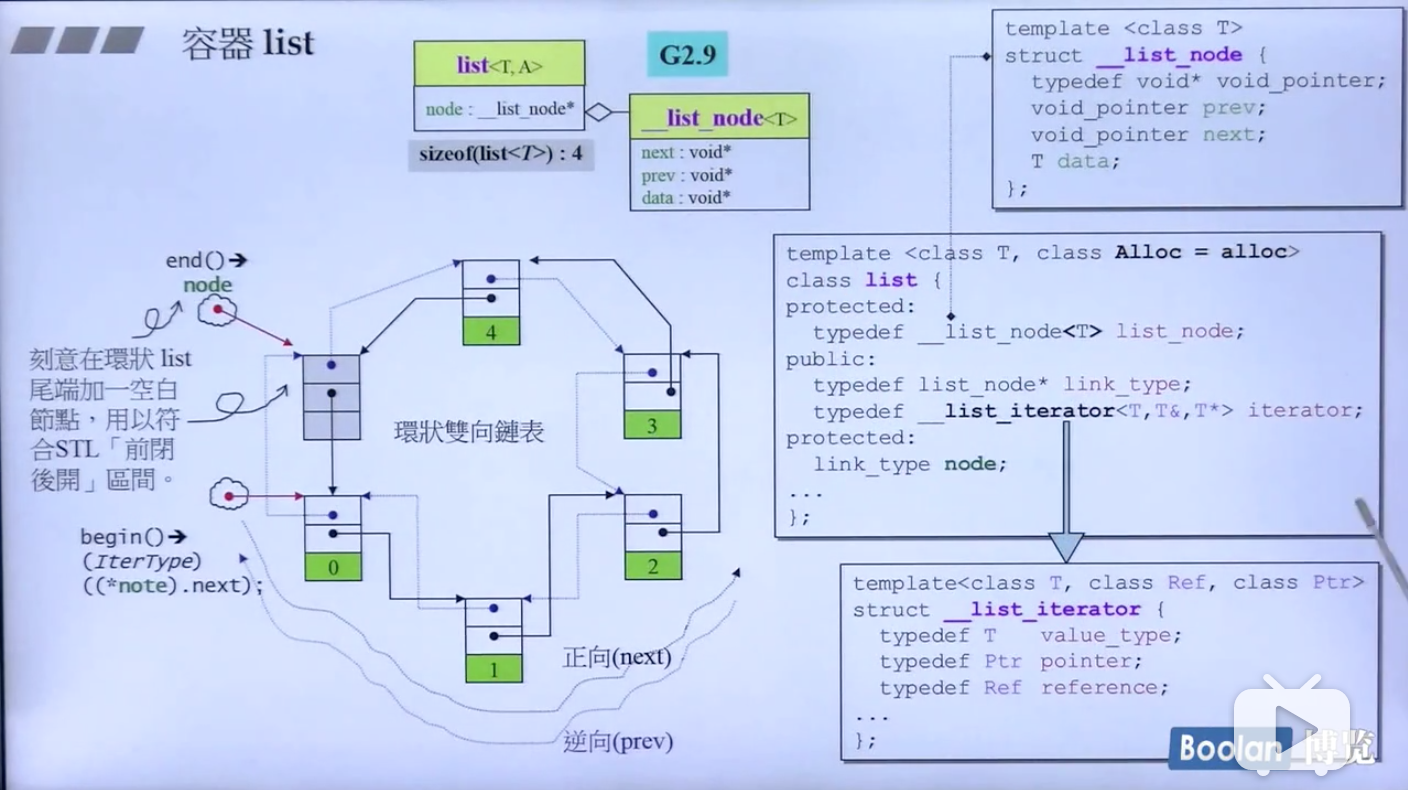 容器 list
G2.9
list<T, A>
node : __list_node*
sizeof(list<T>) : 4
__list_node<T>
next : void*
prev : void*
data : void*
template <class T>
struct __list_node {
typedef void* void_pointer;
void_pointer prev;
void_pointer next;
T data;
};
template <class T, class Alloc = alloc>
class list {
protected:
typedef __list_node<T> list_node;
public:
typedef list_node* link_type;
typedef __list_iterator<T,T&,T*> iterator;
protected:
link_type node;
...
};
template<class T, class Ref, class Ptr>
struct __list_iterator {
typedef T value_type;
typedef Ptr pointer;
typedef Ref reference;
...
};
end()➔
node
刻意在環狀 list
尾端加一空白
節點，用以符
合STL「前閉
後開」區間。
begin()➔
(IterType)
((*note).next);
環狀雙向鏈表
4
3
2
1
0
正向(next)
逆向(prev)
Boolan 博览